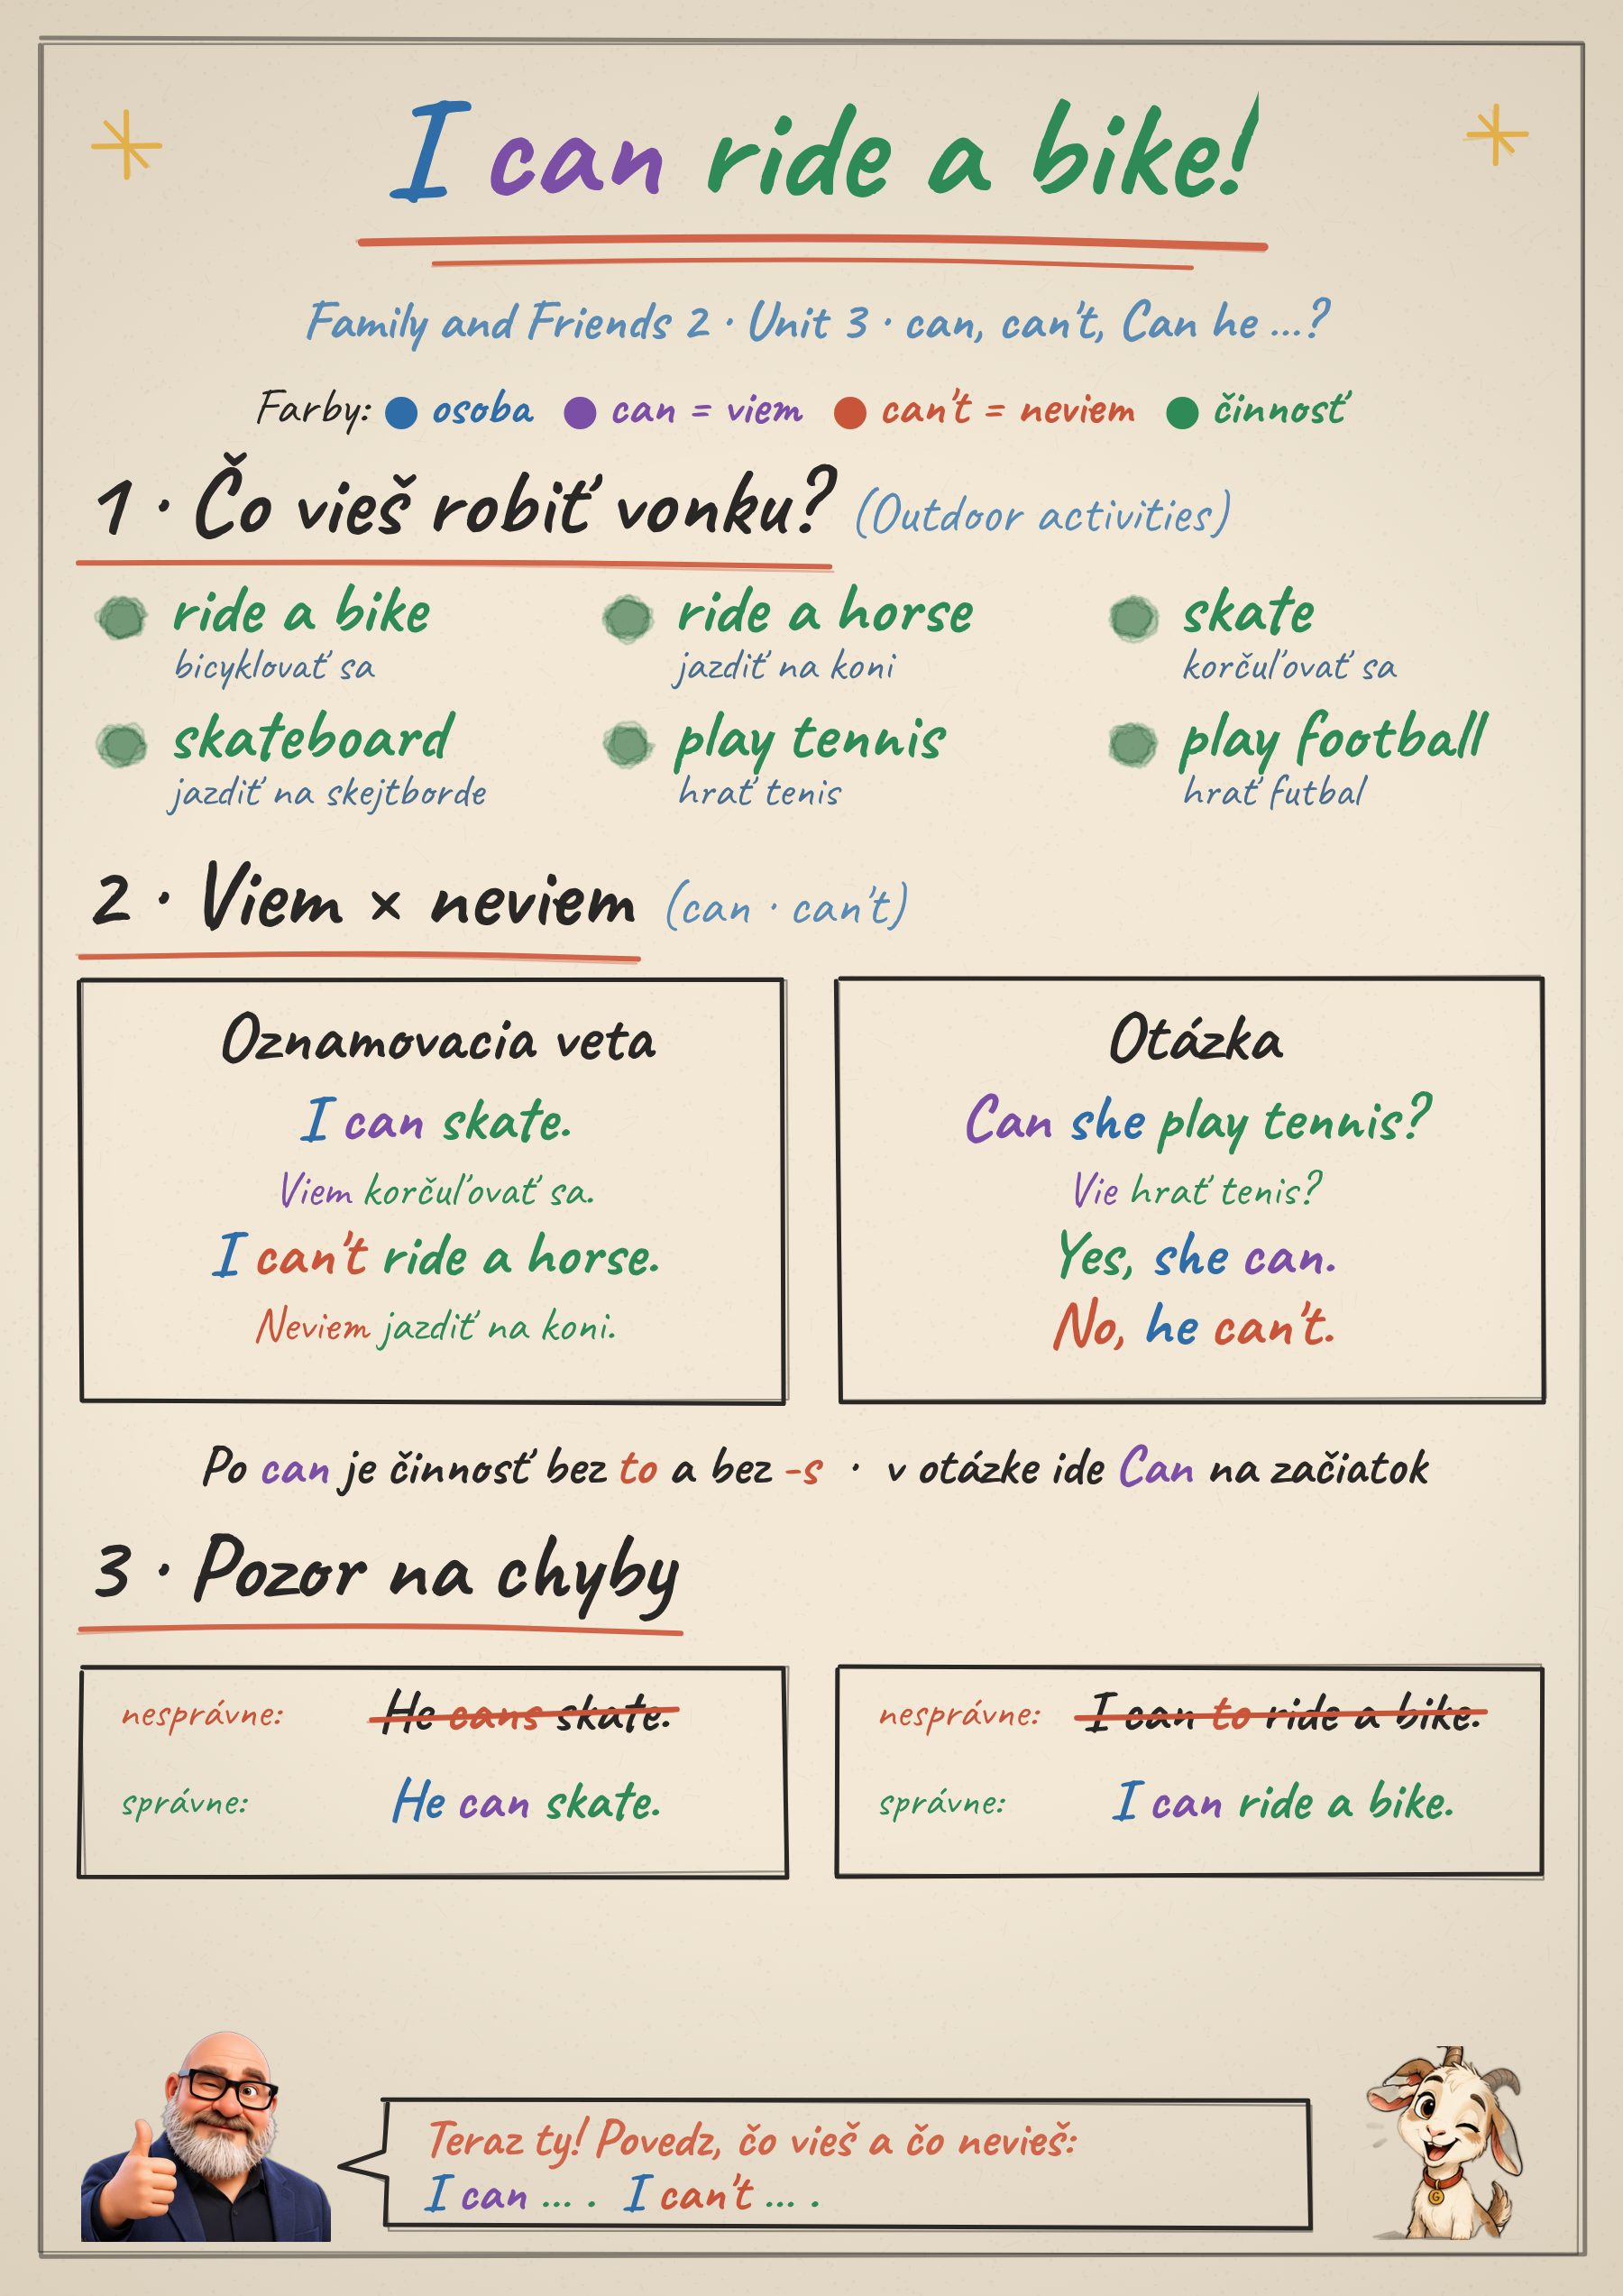 I can ride a bike!
Family and Friends 2 · Unit 3 · can, can't, Can he ...?
Farby: osoba can = viem can't = neviem činnosť
1 · Čo vieš robiť vonku? (Outdoor activities)
ride a bike ride a horse skate
bicyklovať sa jazdiť na koni korčuľovať sa
skateboard play tennis play football
jazdiť na skejtborde hrať tenis hrať futbal
2 · Viem × neviem (can · can't)
Oznamovacia veta
I can skate.
Viem korčuľovať sa.
I can't ride a horse.
Neviem jazdiť na koni.
Otázka
Can she play tennis?
Vie hrať tenis?
Yes, she can.
No, he can't.
Po can je činnosť bez to a bez -s · v otázke ide Can na začiatok
3 · Pozor na chyby
nesprávne: He cans skate.
správne: He can skate.
nesprávne: I can to ride a bike.
správne: I can ride a bike.
Teraz ty! Povedz, čo vieš a čo nevieš:
I can ... . I can't ... .
G